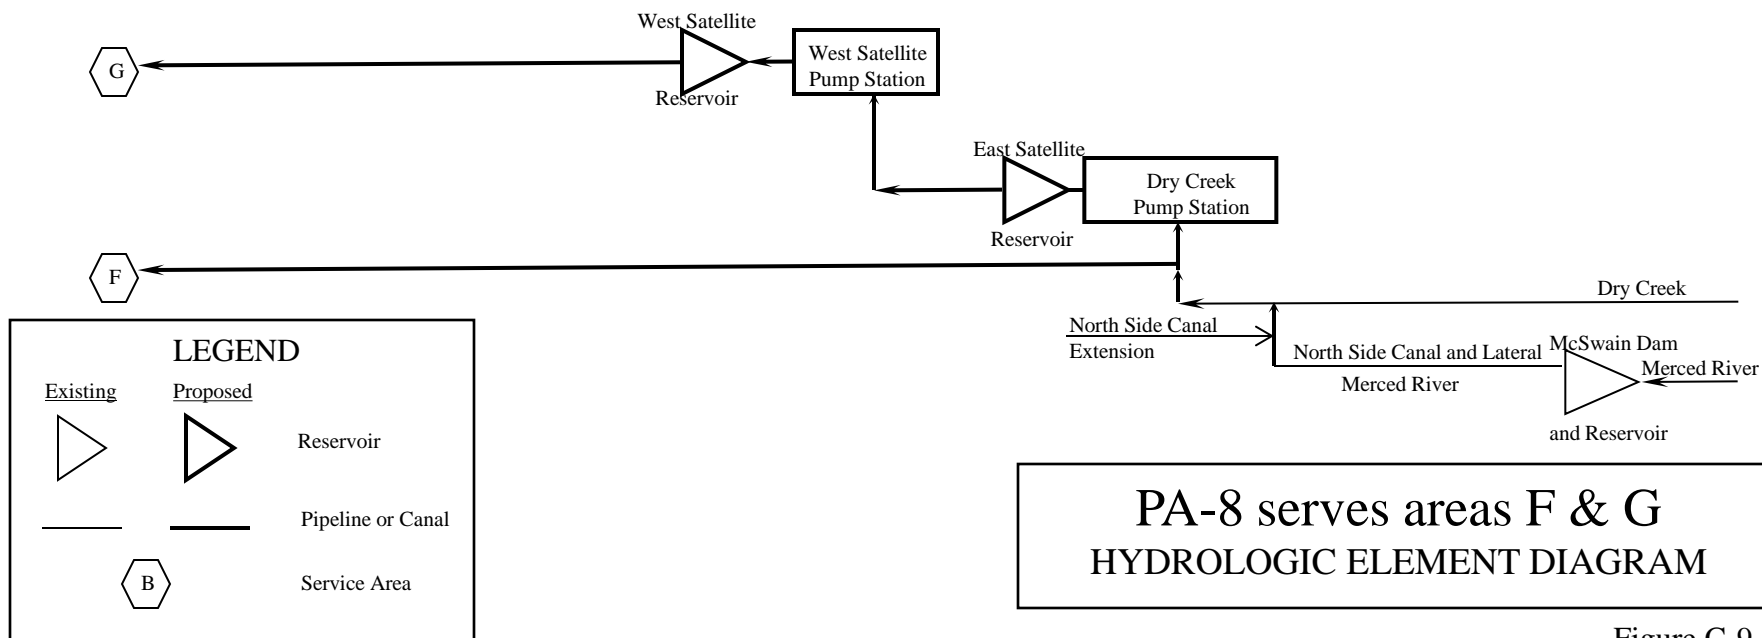 West Satellite
Reservoir
West Satellite
Pump Station
G
East Satellite
Reservoir
Dry Creek
Pump Station
F
Dry Creek
North Side Canal
Extension
North Side Canal and Lateral
Merced River
McSwain Dam
and Reservoir
Merced River
LEGEND
Existing Proposed
Reservoir
Pipeline or Canal
B Service Area
PA-8 serves areas F & G
HYDROLOGIC ELEMENT DIAGRAM
Figure C-9